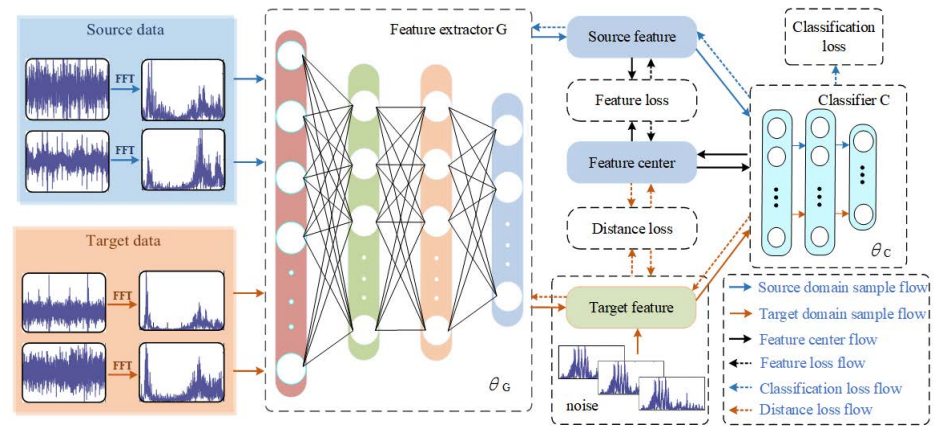 Source data
FFT
FFT
Target data
FFT
FFT
Feature extractor G
θ G
Source feature
Feature loss
Feature center
Distance loss
Target feature
noise
Classification
loss
Classifier C
θ C
Source domain sample flow
Target domain sample flow
Feature center flow
Feature loss flow
Classification loss flow
Distance loss flow